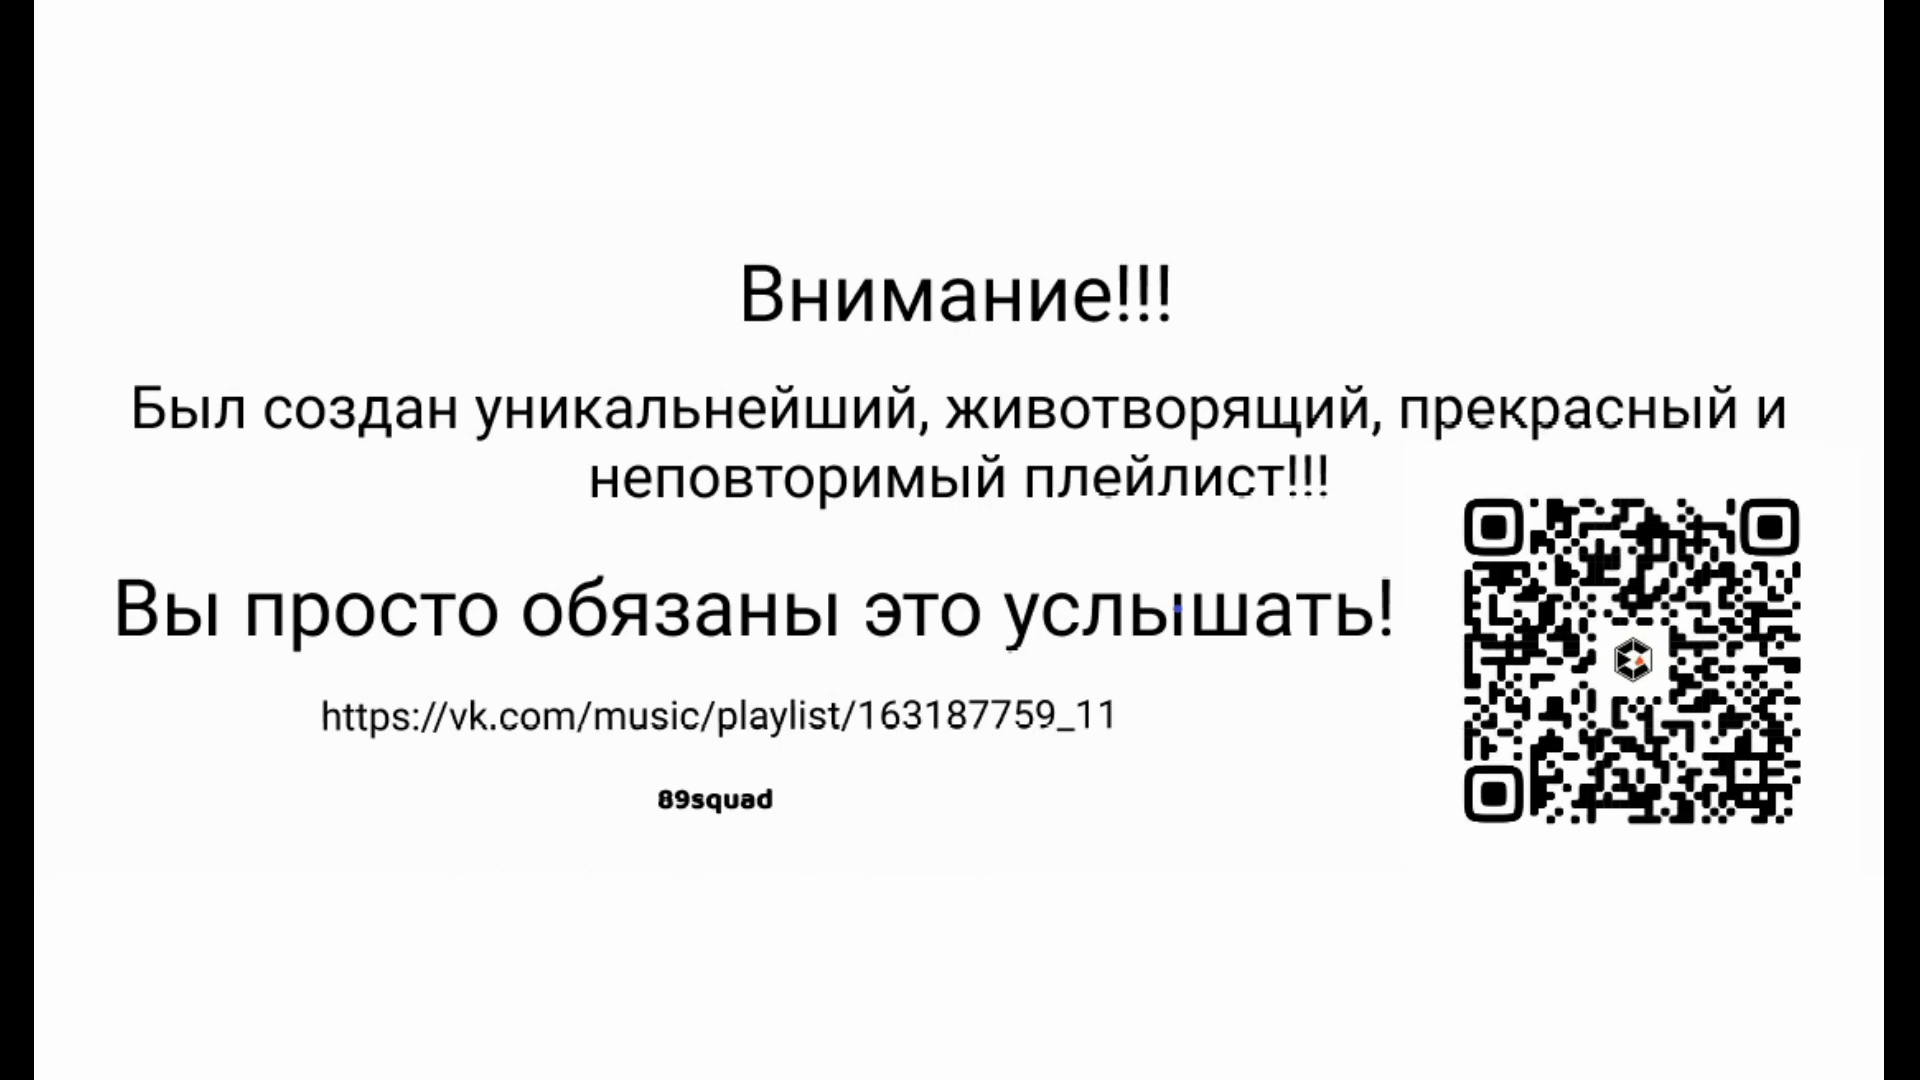 Внимание!!!
Был создан уникальнейший, животворящий, прекрасный и
неповторимый плейлист!!!
Вы просто обязаны это услышать!
https://vk.com/music/playlist/163187759_11
89squad